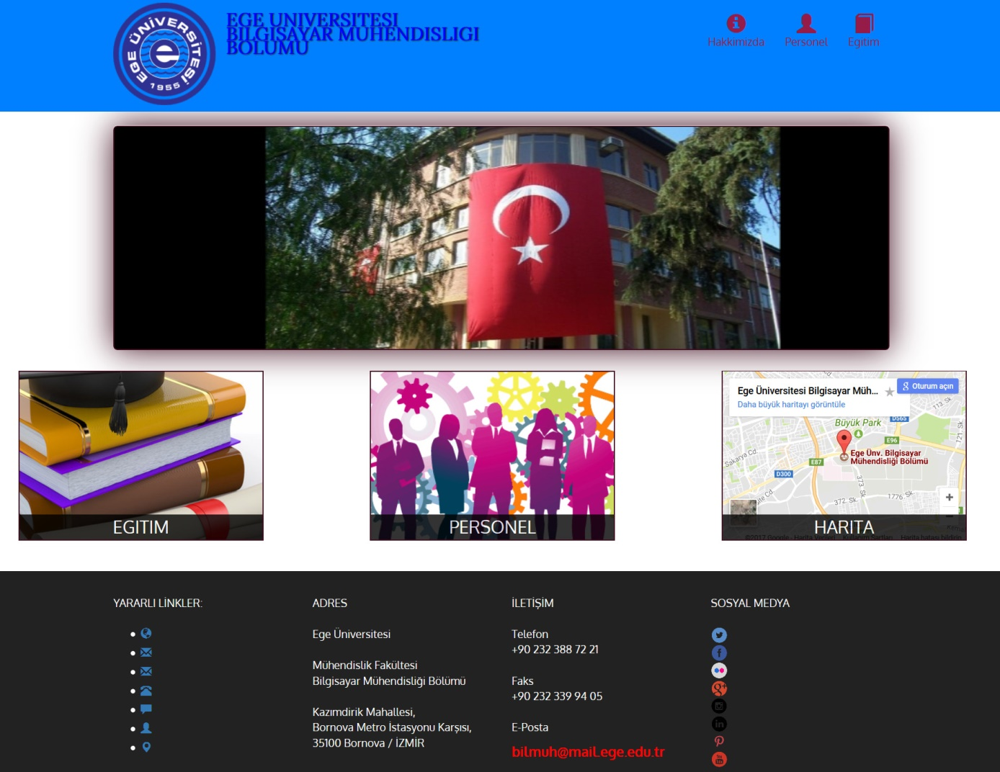 EGE ÜNİVERSİTESİ
1955
EGE UNIVERSITESI
BILGISAYAR MUHENDISLIGI
BOLUMU
Hakkimizda
Personel
Egitim
EGITIM
PERSONEL
Ege Üniversitesi Bilgisayar Müh...
Oturum açın
Daha büyük haritayı görüntüle
113. Sk.
Büyük Park
D565
E96
121. Sk.
Sakarya Cd.
Ege Ünv. Bilgisayar
Mühendisliği Bölümü
E87
D300
373. Sk.
372. Sk.
1776. Sk.
HARITA
©2017 Google - Harita Verileri Kullanım Şartları Harita hatası bildirin
YARARLI LİNKLER:
ADRES
Ege Üniversitesi
Mühendislik Fakültesi
Bilgisayar Mühendisliği Bölümü
Kazımdirik Mahallesi,
Bornova Metro İstasyonu Karşısı,
35100 Bornova / İZMİR
İLETİŞİM
Telefon
+90 232 388 72 21
Faks
+90 232 339 94 05
E-Posta
bilmuh@mail.ege.edu.tr
SOSYAL MEDYA